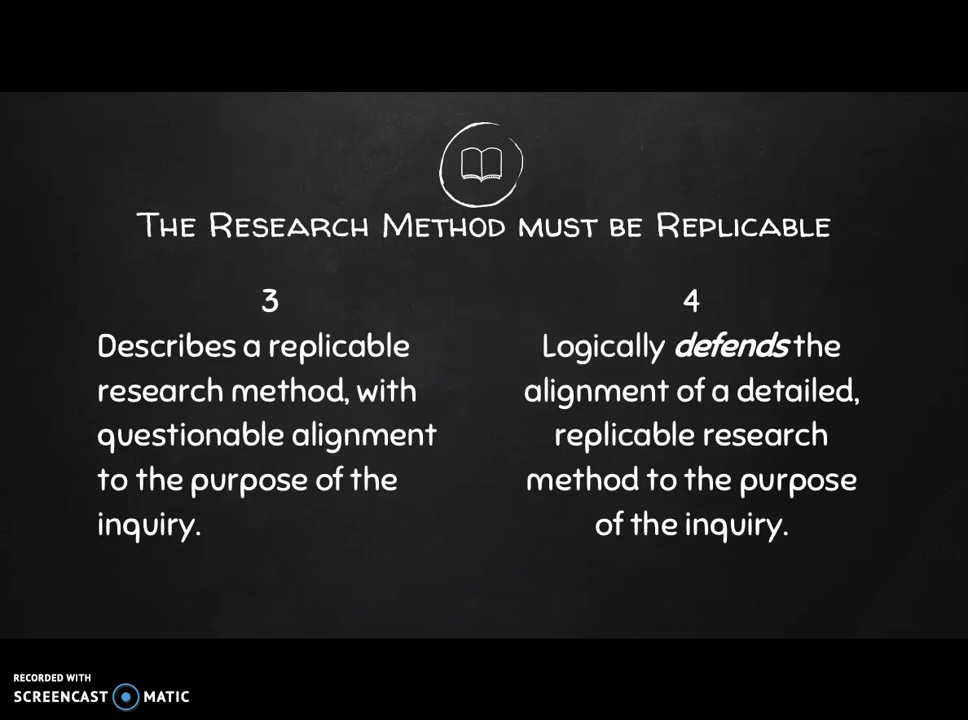 The Research Method must be Replicable
3
Describes a replicable
research method, with
questionable alignment
to the purpose of the
inquiry.
4
Logically defends the
alignment of a detailed,
replicable research
method to the purpose
of the inquiry.
RECORDED WITH
SCREENCAST MATIC